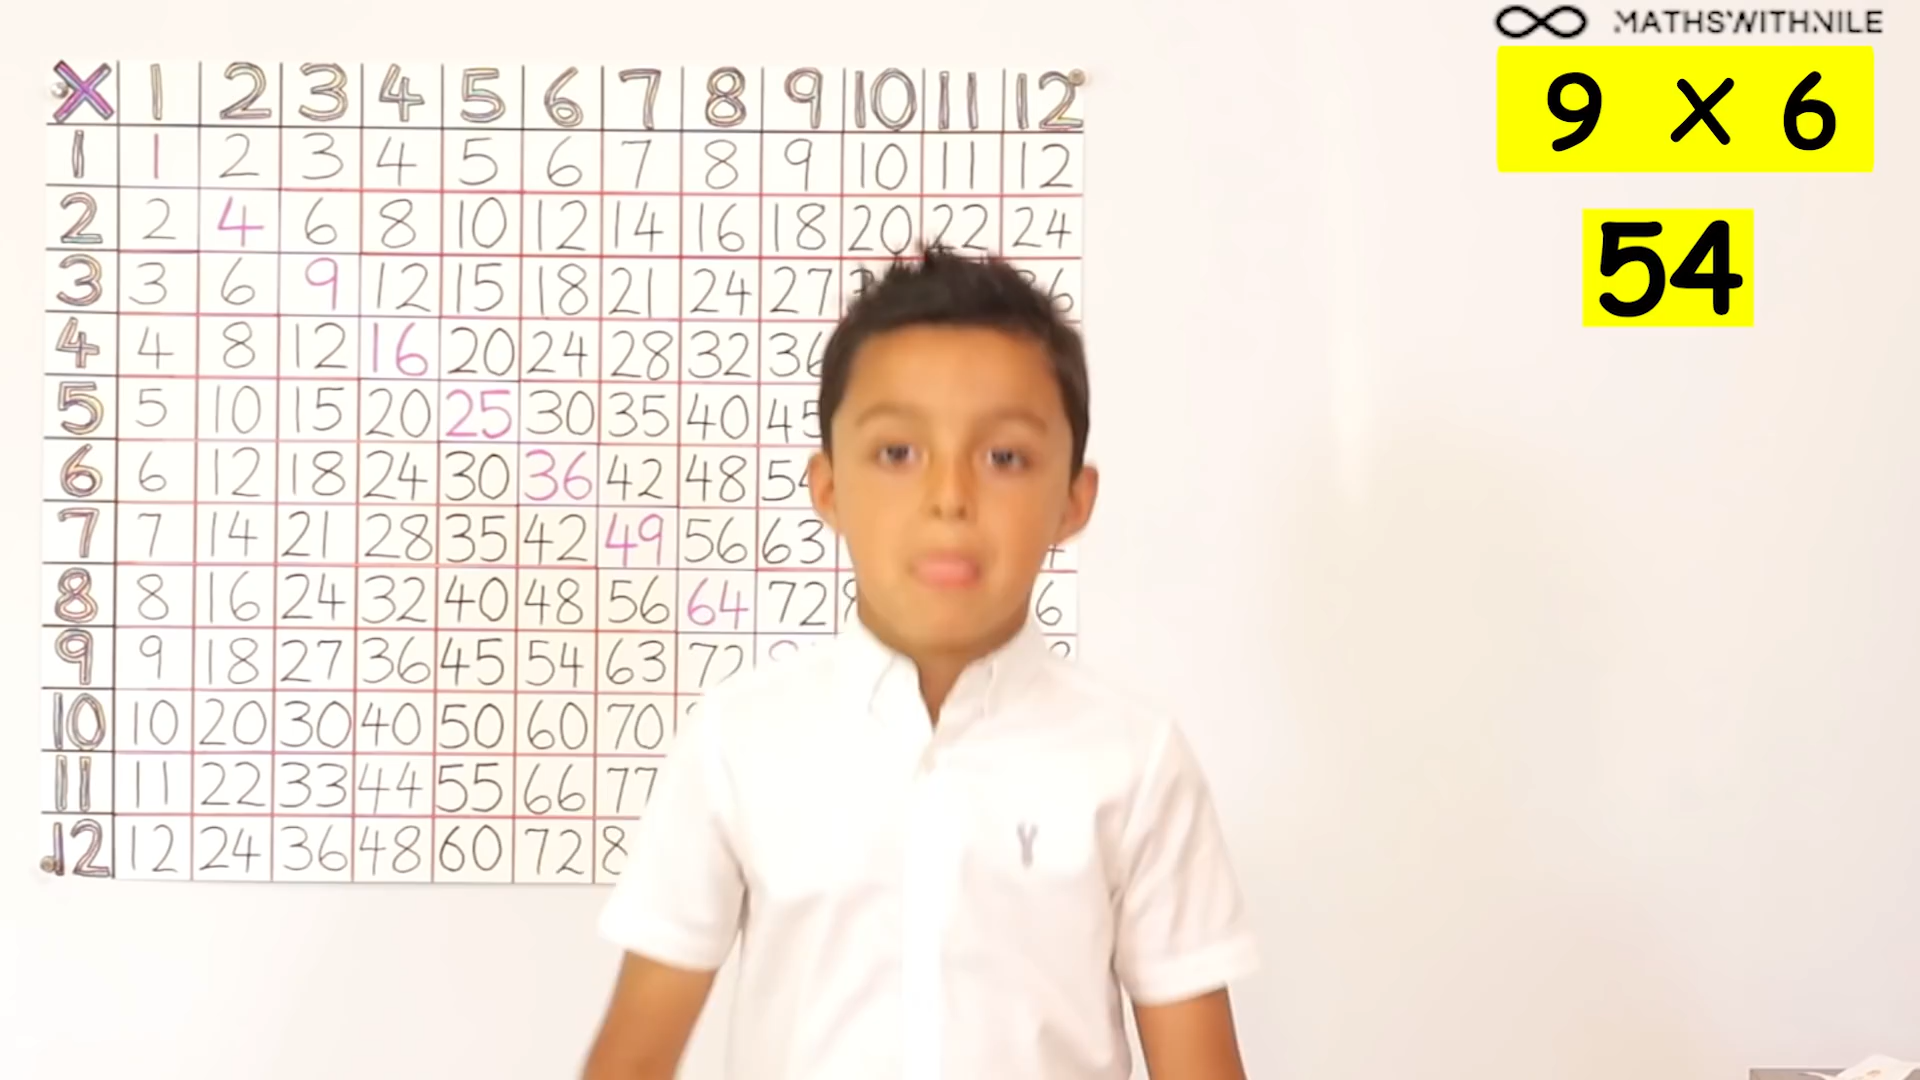 MATHSWITHNILE
9 × 6
54
X 1 2 3 4 5 6 7 8 9 10 11 12
1 1 2 3 4 5 6 7 8 9 10 11 12
2 2 4 6 8 10 12 14 16 18 20 22 24
3 3 6 9 12 15 18 21 24 27
4 4 8 12 16 20 24 28 32 36
5 5 10 15 20 25 30 35 40 45
6 6 12 18 24 30 36 42 48 54
7 7 14 21 28 35 42 49 56 63
8 8 16 24 32 40 48 56 64 72
9 9 18 27 36 45 54 63 72
10 10 20 30 40 50 60 70
11 11 22 33 44 55 66 77
12 12 24 36 48 60 72